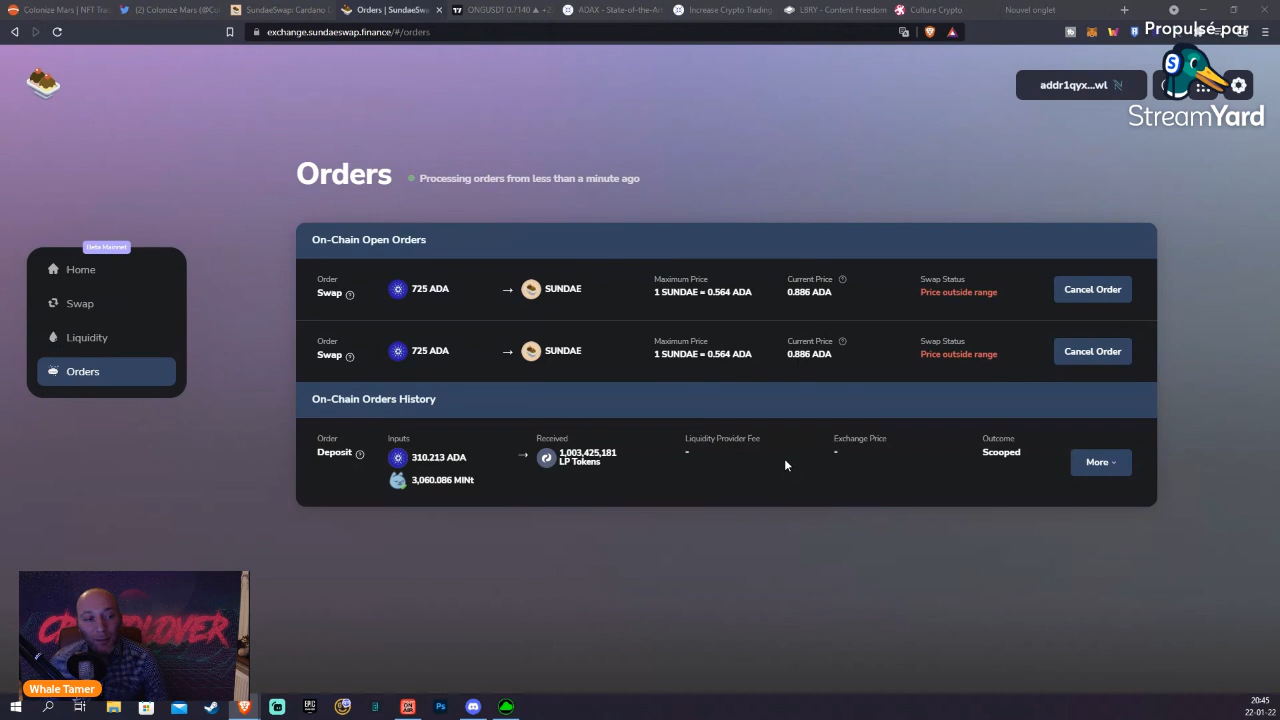 Colonize Mars | NFT Tra
Colonize Mars (@Col
SundaeSwap: Cardano D
Orders | SundaeSwap
ONGUSDT 0.7140 ▲ +2
ADAX - State-of-the-Art
Increase Crypto Trading
LBRY - Content Freedom
Culture Crypto
Nouvel onglet
exchange.sundaeswap.finance/#/orders
Propulsé par
StreamYard
addr1qyx...wl
Orders
Processing orders from less than a minute ago
Beta Mainnet
Home
Swap
Liquidity
Orders
On-Chain Open Orders
Order
Swap
725 ADA
→
SUNDAE
Maximum Price
1 SUNDAE = 0.564 ADA
Current Price
0.886 ADA
Swap Status
Price outside range
Cancel Order
Order
Swap
725 ADA
→
SUNDAE
Maximum Price
1 SUNDAE = 0.564 ADA
Current Price
0.886 ADA
Swap Status
Price outside range
Cancel Order
On-Chain Orders History
Order
Deposit
Inputs
310.213 ADA
3,060.086 MINt
→
Received
1,003,425,181
LP Tokens
Liquidity Provider Fee
-
Exchange Price
-
Outcome
Scooped
More
Whale Tamer
20:45
22-01-22